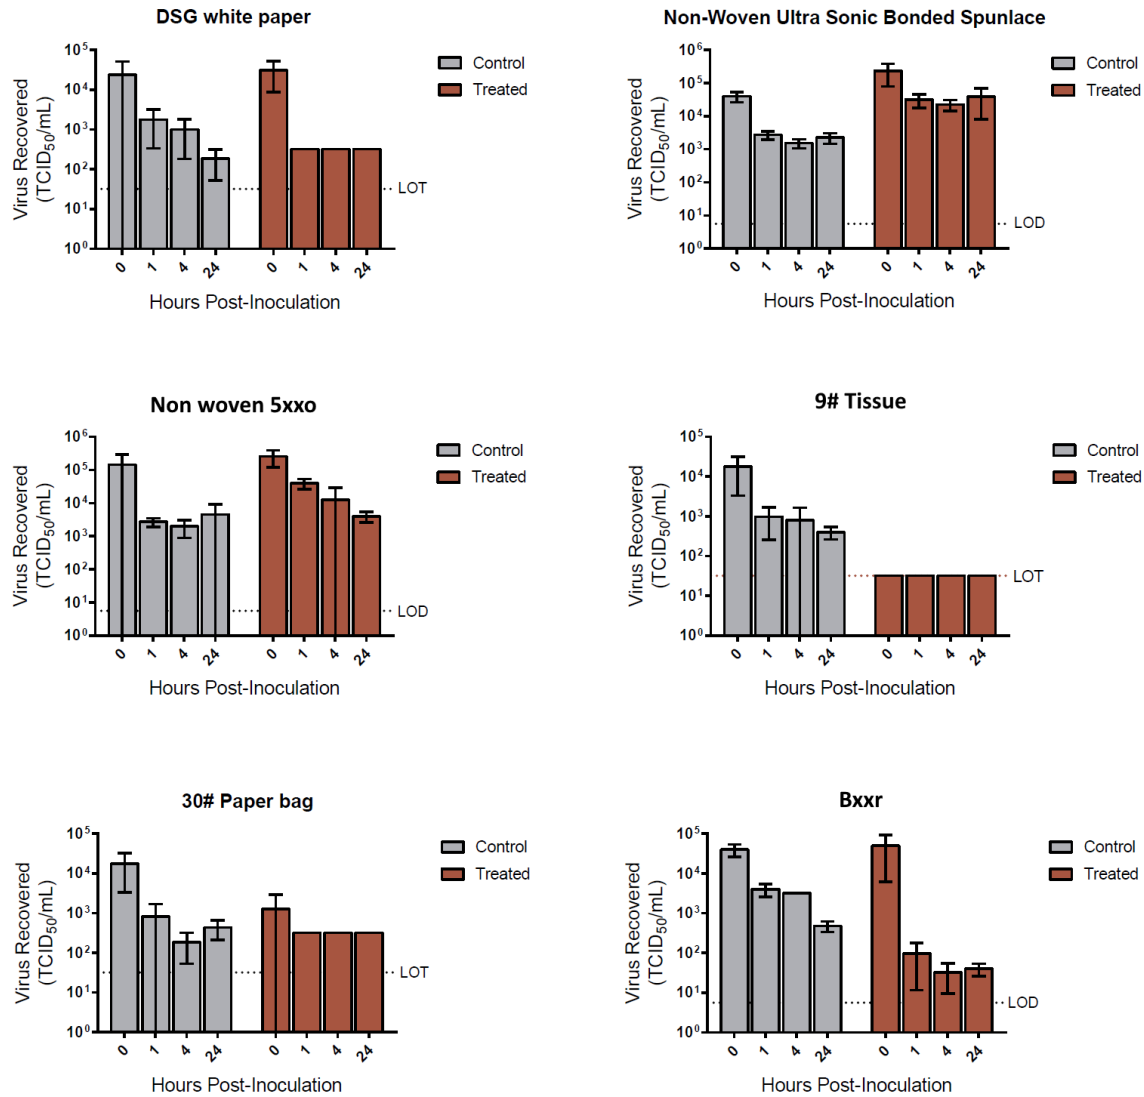 DSG white paper
Virus Recovered
(TCID50/mL)
10^5
10^4
10^3
10^2
10^1
10^0
0 1 4 24 0 1 4 24
Hours Post-Inoculation
LOT
Control
Treated
Non-Woven Ultra Sonic Bonded Spunlace
Virus Recovered
(TCID50/mL)
10^6
10^5
10^4
10^3
10^2
10^1
10^0
0 1 4 24 0 1 4 24
Hours Post-Inoculation
LOD
Control
Treated
Non woven 5xxo
Virus Recovered
(TCID50/mL)
10^6
10^5
10^4
10^3
10^2
10^1
10^0
0 1 4 24 0 1 4 24
Hours Post-Inoculation
LOD
Control
Treated
9# Tissue
Virus Recovered
(TCID50/mL)
10^5
10^4
10^3
10^2
10^1
10^0
0 1 4 24 0 1 4 24
Hours Post-Inoculation
LOT
Control
Treated
30# Paper bag
Virus Recovered
(TCID50/mL)
10^5
10^4
10^3
10^2
10^1
10^0
0 1 4 24 0 1 4 24
Hours Post-Inoculation
LOT
Control
Treated
Bxxr
Virus Recovered
(TCID50/mL)
10^5
10^4
10^3
10^2
10^1
10^0
0 1 4 24 0 1 4 24
Hours Post-Inoculation
LOD
Control
Treated